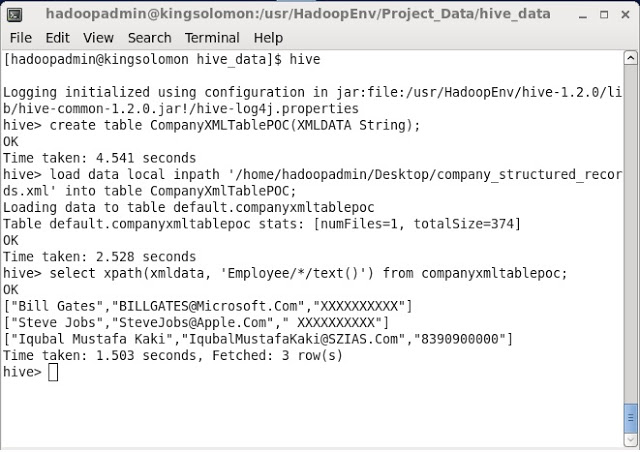 hadoopadmin@kingsolomon:/usr/HadoopEnv/Project_Data/hive_data
File Edit View Search Terminal Help
[hadoopadmin@kingsolomon hive_data]$ hive
Logging initialized using configuration in jar:file:/usr/HadoopEnv/hive-1.2.0/li
b/hive-common-1.2.0.jar!/hive-log4j.properties
hive> create table CompanyXMLTablePOC(XMLDATA String);
OK
Time taken: 4.541 seconds
hive> load data local inpath '/home/hadoopadmin/Desktop/company_structured_recor
ds.xml' into table CompanyXmlTablePOC;
Loading data to table default.companyxmltablepoc
Table default.companyxmltablepoc stats: [numFiles=1, totalSize=374]
OK
Time taken: 2.528 seconds
hive> select xpath(xmldata, 'Employee/*/text()') from companyxmltablepoc;
OK
["Bill Gates","BILLGATES@Microsoft.Com","XXXXXXXXXX"]
["Steve Jobs","SteveJobs@Apple.Com"," XXXXXXXXXX"]
["Iqubal Mustafa Kaki","IqubalMustafaKaki@SZIAS.Com","8390900000"]
Time taken: 1.503 seconds, Fetched: 3 row(s)
hive>